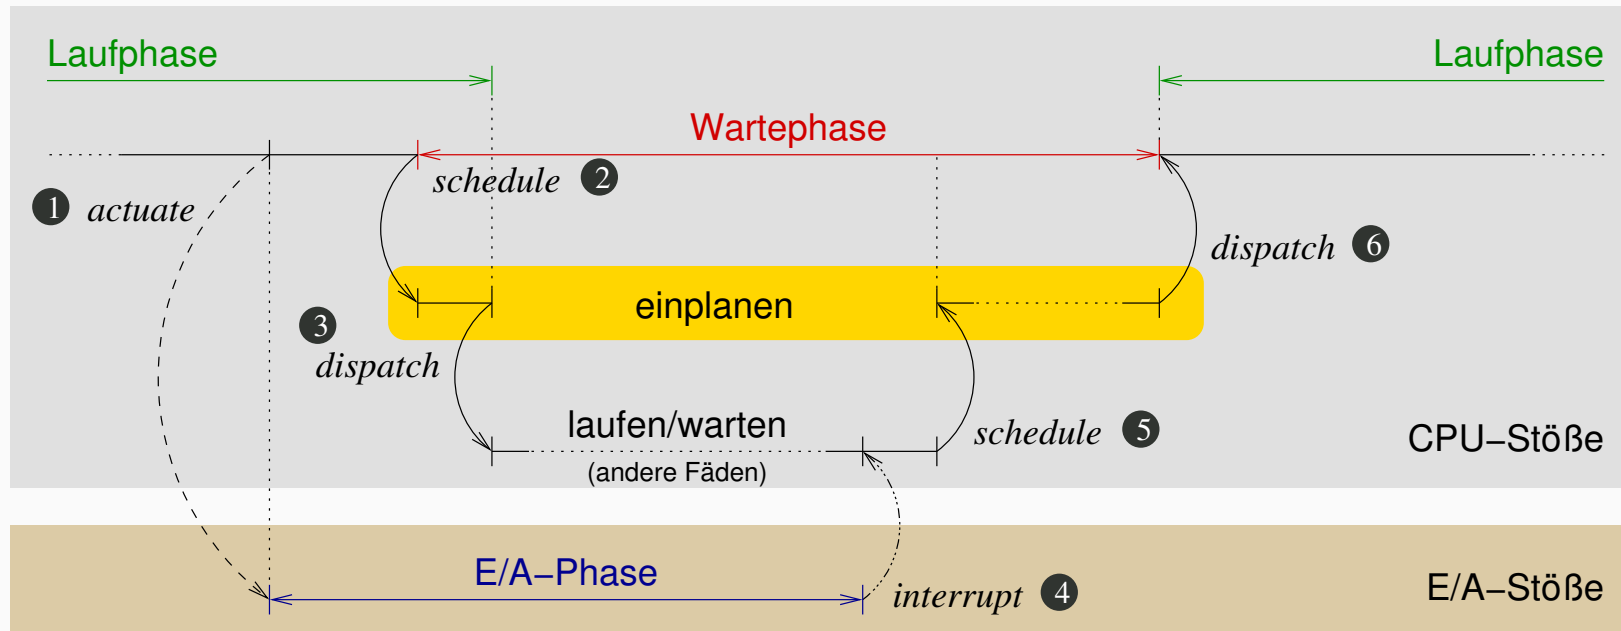 Laufphase
Laufphase
Wartephase
schedule 2
1 actuate
dispatch 6
einplanen
3
dispatch
laufen/warten
schedule 5
CPU–Stöße
(andere Fäden)
E/A–Phase
interrupt 4
E/A–Stöße